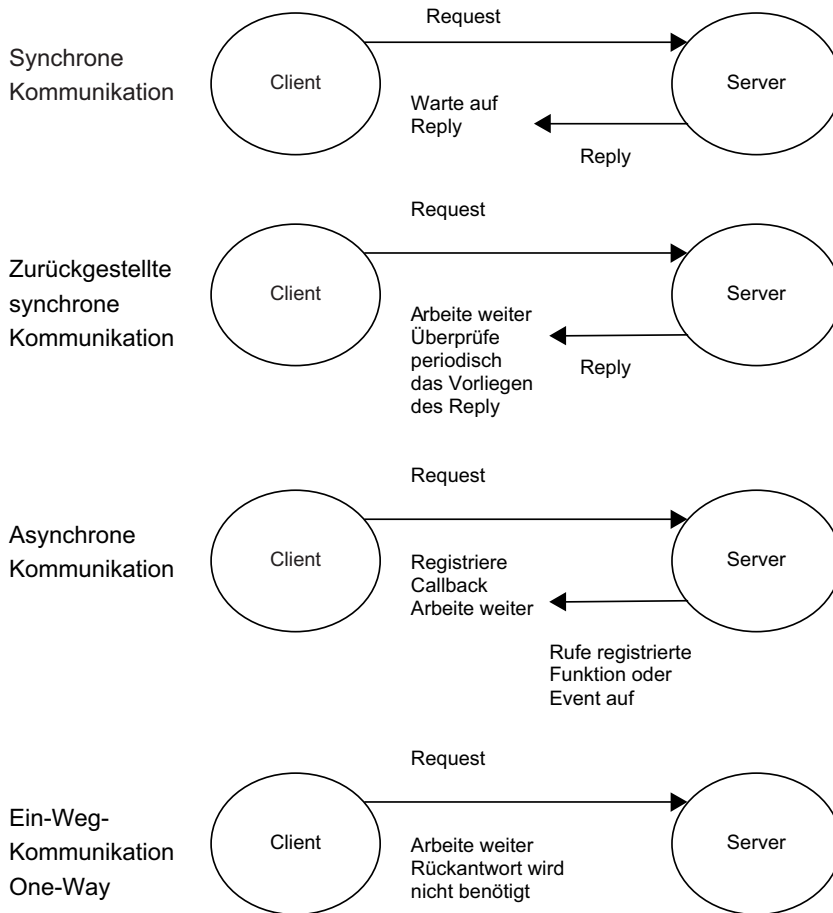 Synchrone
Kommunikation
Client
Request
Warte auf
Reply
Reply
Server
Zurückgestellte
synchrone
Kommunikation
Client
Request
Arbeite weiter
Überprüfe
periodisch
das Vorliegen
des Reply
Reply
Server
Asynchrone
Kommunikation
Client
Request
Registriere
Callback
Arbeite weiter
Rufe registrierte
Funktion oder
Event auf
Server
Ein-Weg-
Kommunikation
One-Way
Client
Request
Arbeite weiter
Rückantwort wird
nicht benötigt
Server